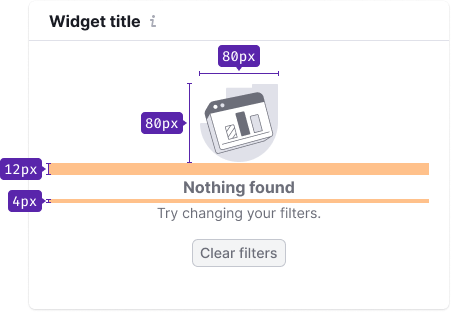 Widget title i
80px
80px
12px
Nothing found
4px
Try changing your filters.
Clear filters